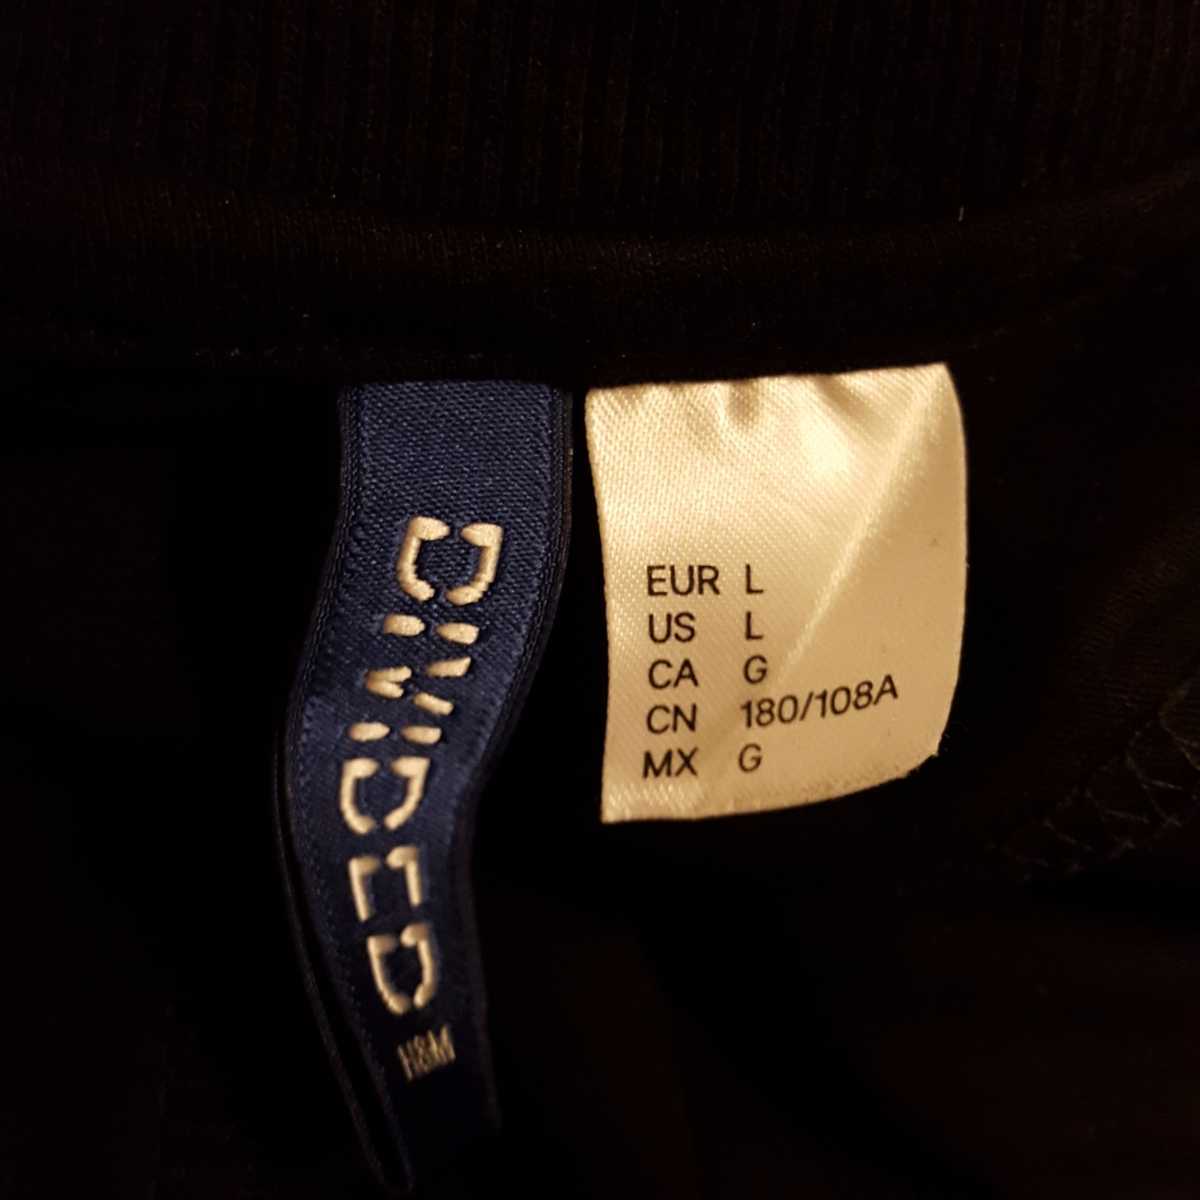 DIVIDED
H&M
EUR L
US L
CA G
CN 180/108A
MX G